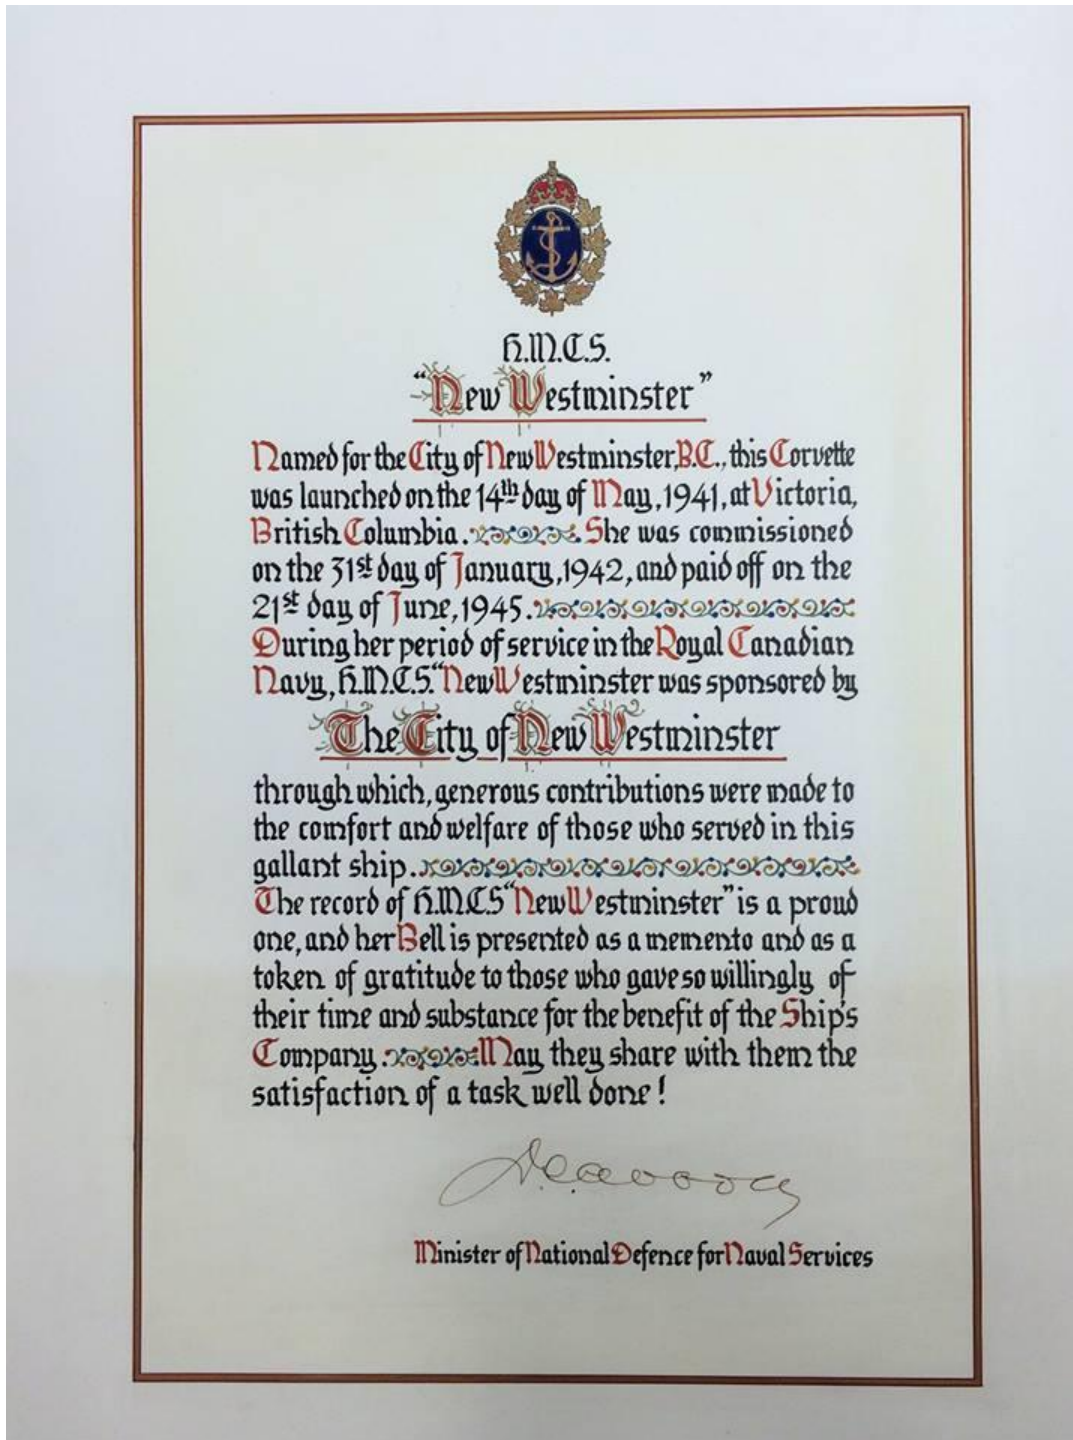 H.M.C.S.
“New Westminster”
Named for the City of New Westminster, B.C., this Corvette
was launched on the 14th day of May, 1941, at Victoria,
British Columbia. She was commissioned
on the 31st day of January, 1942, and paid off on the
21st day of June, 1945.
During her period of service in the Royal Canadian
Navy, H.M.C.S. “New Westminster was sponsored by
The City of New Westminster
through which, generous contributions were made to
the comfort and welfare of those who served in this
gallant ship.
The record of H.M.C.S “New Westminster” is a proud
one, and her Bell is presented as a memento and as a
token of gratitude to those who gave so willingly of
their time and substance for the benefit of the Ship's
Company. May they share with them the
satisfaction of a task well done!
Minister of National Defence for Naval Services